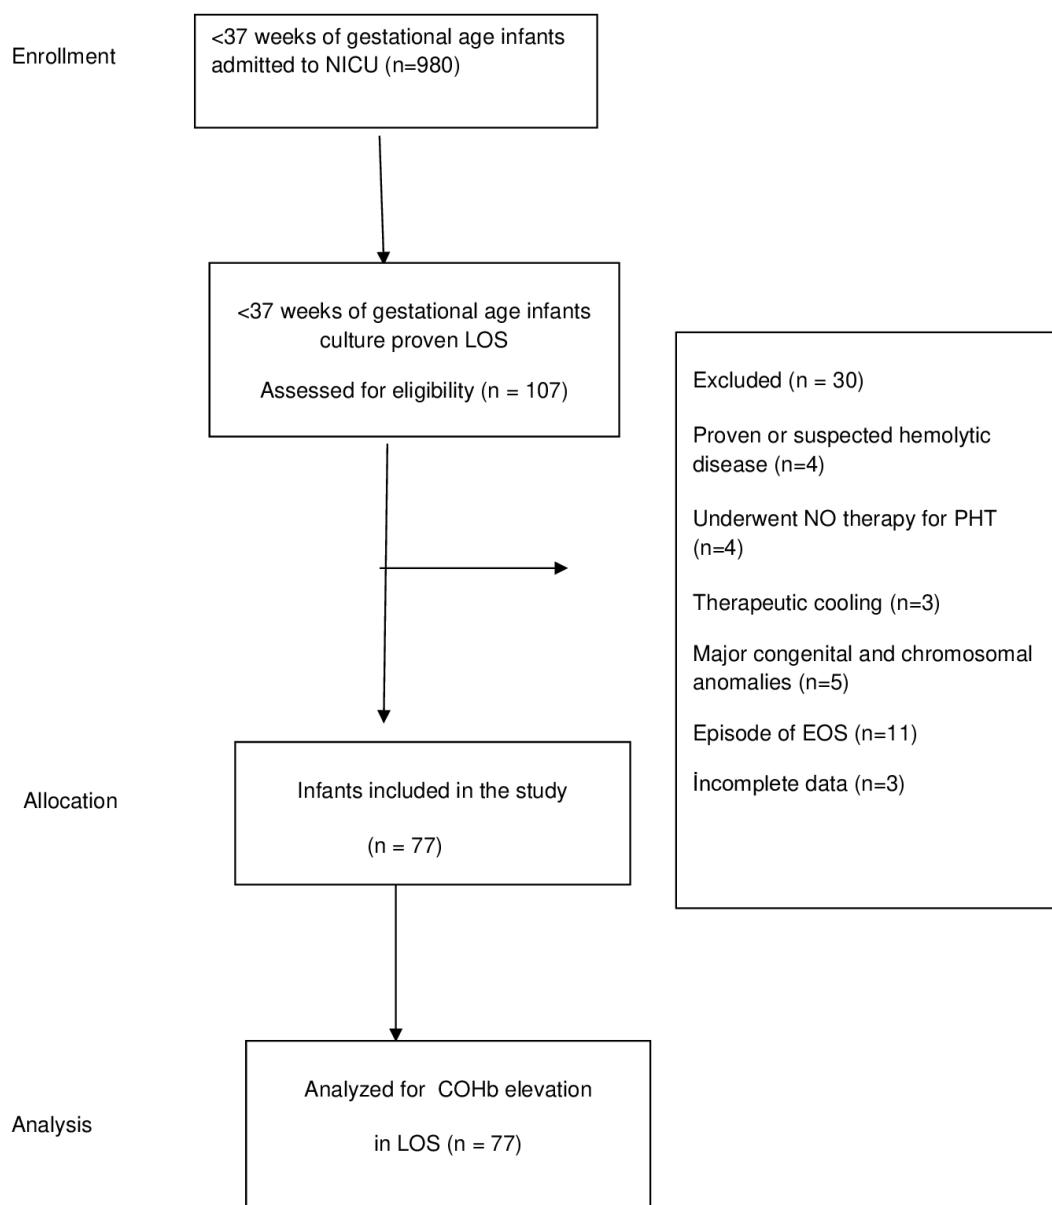 Enrollment
<37 weeks of gestational age infants
admitted to NICU (n=980)
<37 weeks of gestational age infants
culture proven LOS
Assessed for eligibility (n = 107)
Excluded (n = 30)
Proven or suspected hemolytic
disease (n=4)
Underwent NO therapy for PHT
(n=4)
Therapeutic cooling (n=3)
Major congenital and chromosomal
anomalies (n=5)
Episode of EOS (n=11)
İncomplete data (n=3)
Allocation
Infants included in the study
(n = 77)
Analysis
Analyzed for  COHb elevation
in LOS (n = 77)